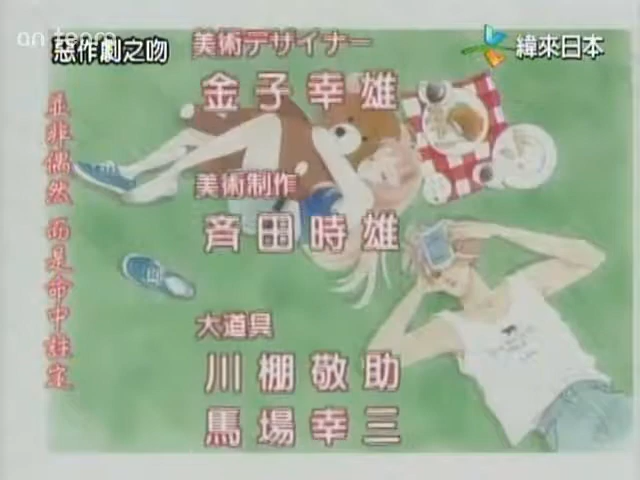 惡作劇之吻
緯來日本
美術デザイナー
金子幸雄
美術制作
斉田時雄
大道具
川棚敬助
馬場幸三
並非偶然 而是命中註定